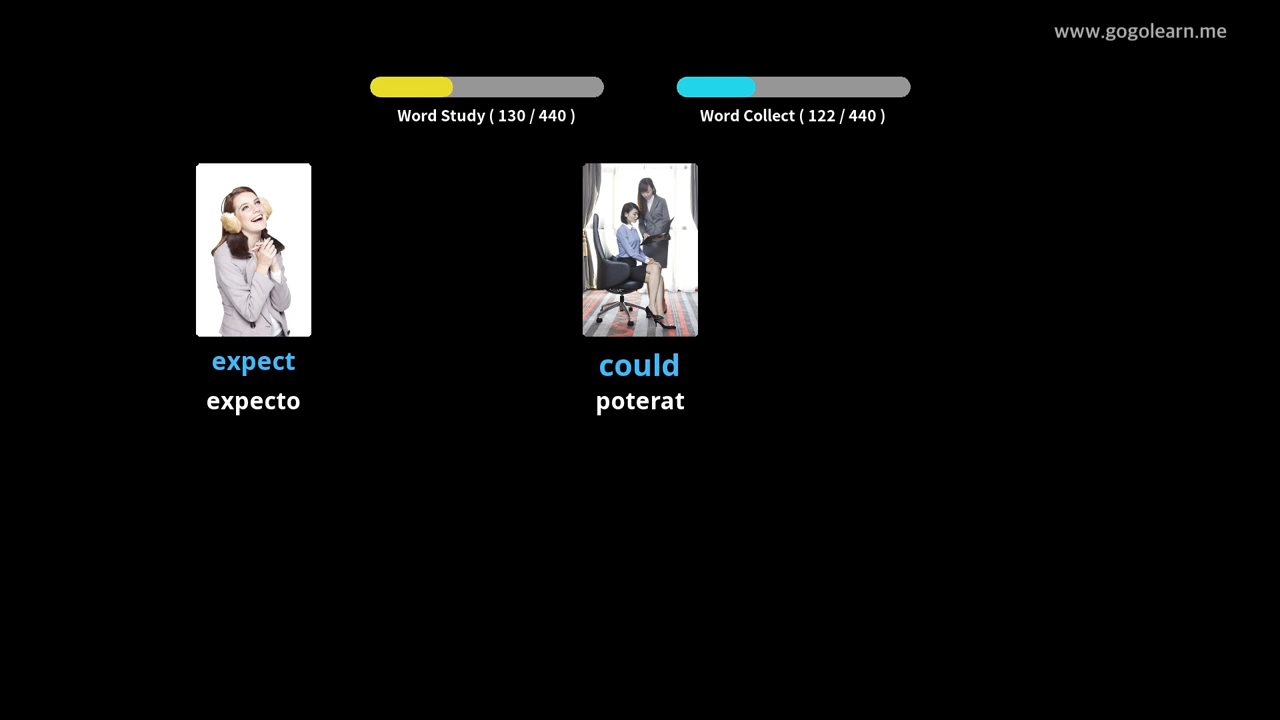 www.gogolearn.me
Word Study ( 130 / 440 )
Word Collect ( 122 / 440 )
expect
expecto
could
poterat